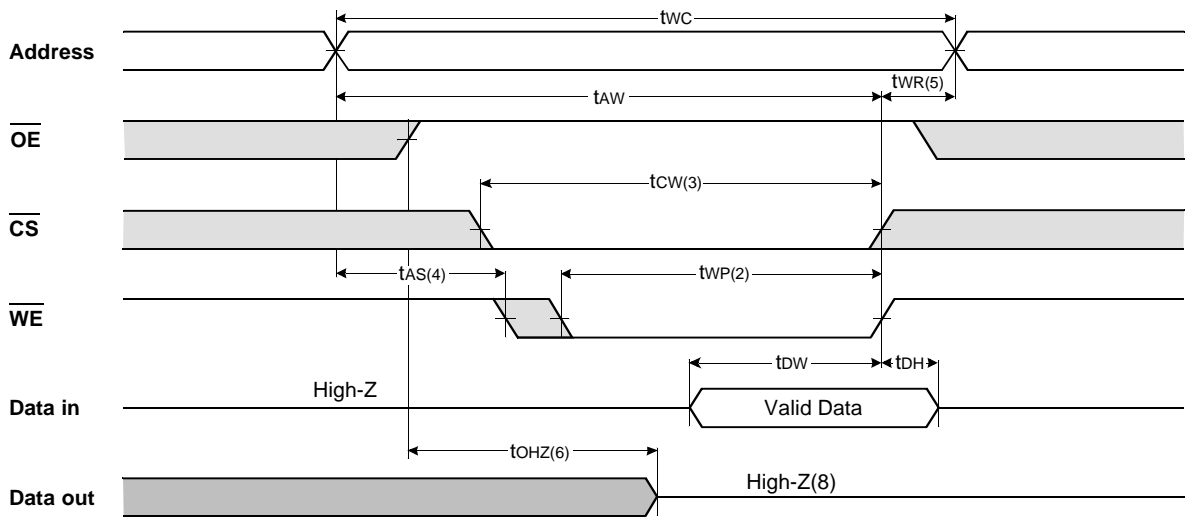 tWC
Address
tAW
tWR(5)
OE
tCW(3)
CS
tAS(4)
tWP(2)
WE
tDW
tDH
High-Z
Data in
Valid Data
tOHZ(6)
High-Z(8)
Data out